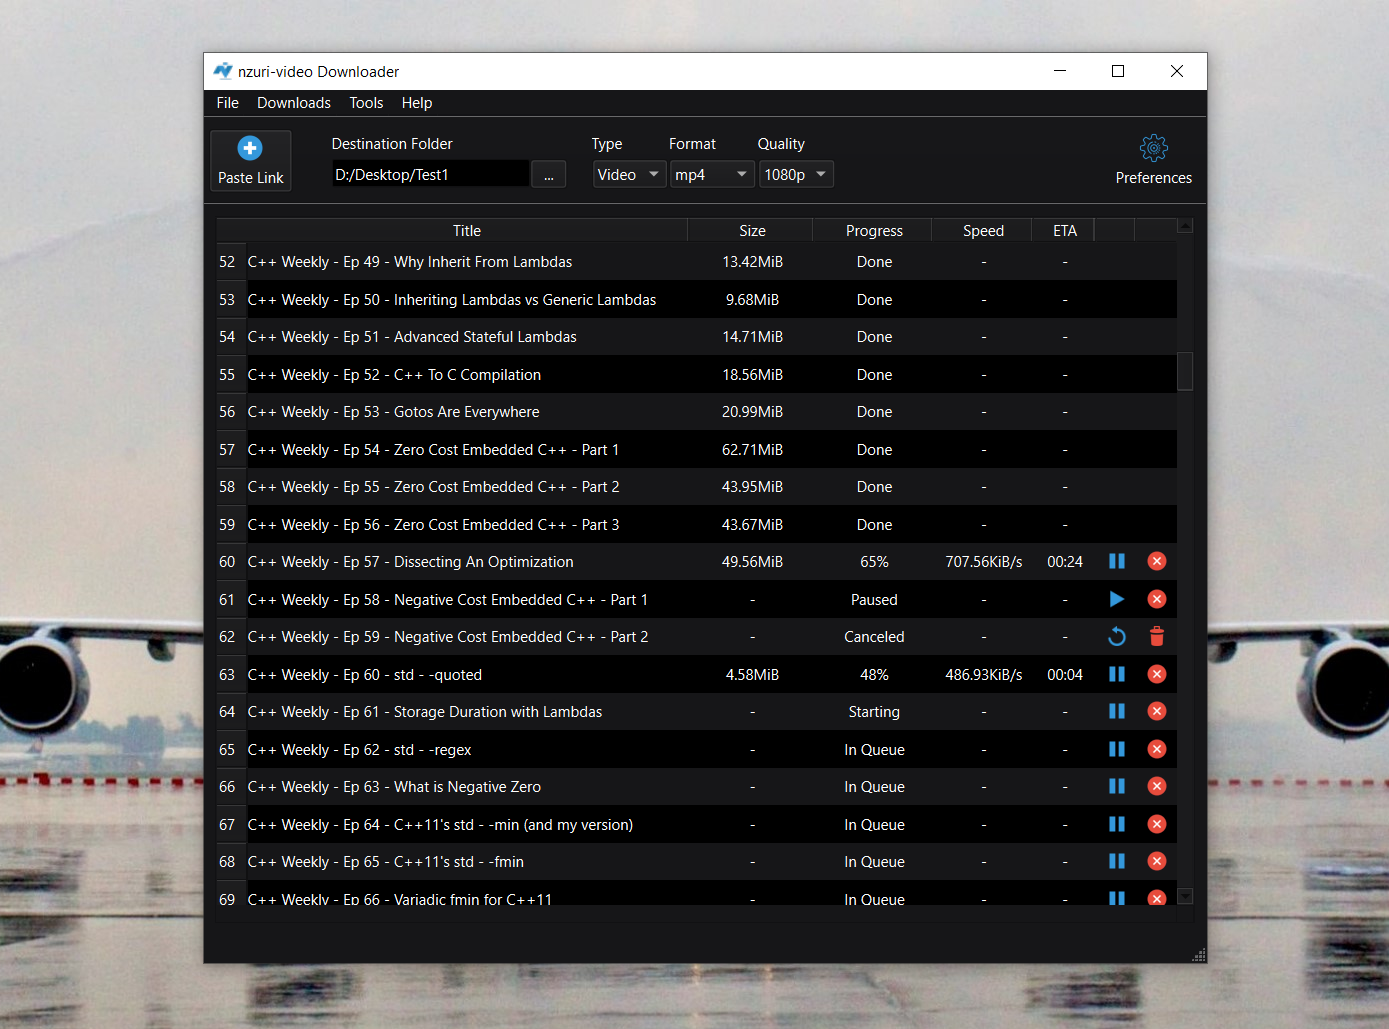 nzuri-video Downloader
File Downloads Tools Help
Paste Link
Destination Folder
D:/Desktop/Test1 ...
Type Format Quality
Video mp4 1080p
Preferences
Title Size Progress Speed ETA
52 C++ Weekly - Ep 49 - Why Inherit From Lambdas 13.42MiB Done - -
53 C++ Weekly - Ep 50 - Inheriting Lambdas vs Generic Lambdas 9.68MiB Done - -
54 C++ Weekly - Ep 51 - Advanced Stateful Lambdas 14.71MiB Done - -
55 C++ Weekly - Ep 52 - C++ To C Compilation 18.56MiB Done - -
56 C++ Weekly - Ep 53 - Gotos Are Everywhere 20.99MiB Done - -
57 C++ Weekly - Ep 54 - Zero Cost Embedded C++ - Part 1 62.71MiB Done - -
58 C++ Weekly - Ep 55 - Zero Cost Embedded C++ - Part 2 43.95MiB Done - -
59 C++ Weekly - Ep 56 - Zero Cost Embedded C++ - Part 3 43.67MiB Done - -
60 C++ Weekly - Ep 57 - Dissecting An Optimization 49.56MiB 65% 707.56KiB/s 00:24
61 C++ Weekly - Ep 58 - Negative Cost Embedded C++ - Part 1 - Paused - -
62 C++ Weekly - Ep 59 - Negative Cost Embedded C++ - Part 2 - Canceled - -
63 C++ Weekly - Ep 60 - std - -quoted 4.58MiB 48% 486.93KiB/s 00:04
64 C++ Weekly - Ep 61 - Storage Duration with Lambdas - Starting - -
65 C++ Weekly - Ep 62 - std - -regex - In Queue - -
66 C++ Weekly - Ep 63 - What is Negative Zero - In Queue - -
67 C++ Weekly - Ep 64 - C++11's std - -min (and my version) - In Queue - -
68 C++ Weekly - Ep 65 - C++11's std - -fmin - In Queue - -
69 C++ Weekly - Ep 66 - Variadic fmin for C++11 - In Queue - -